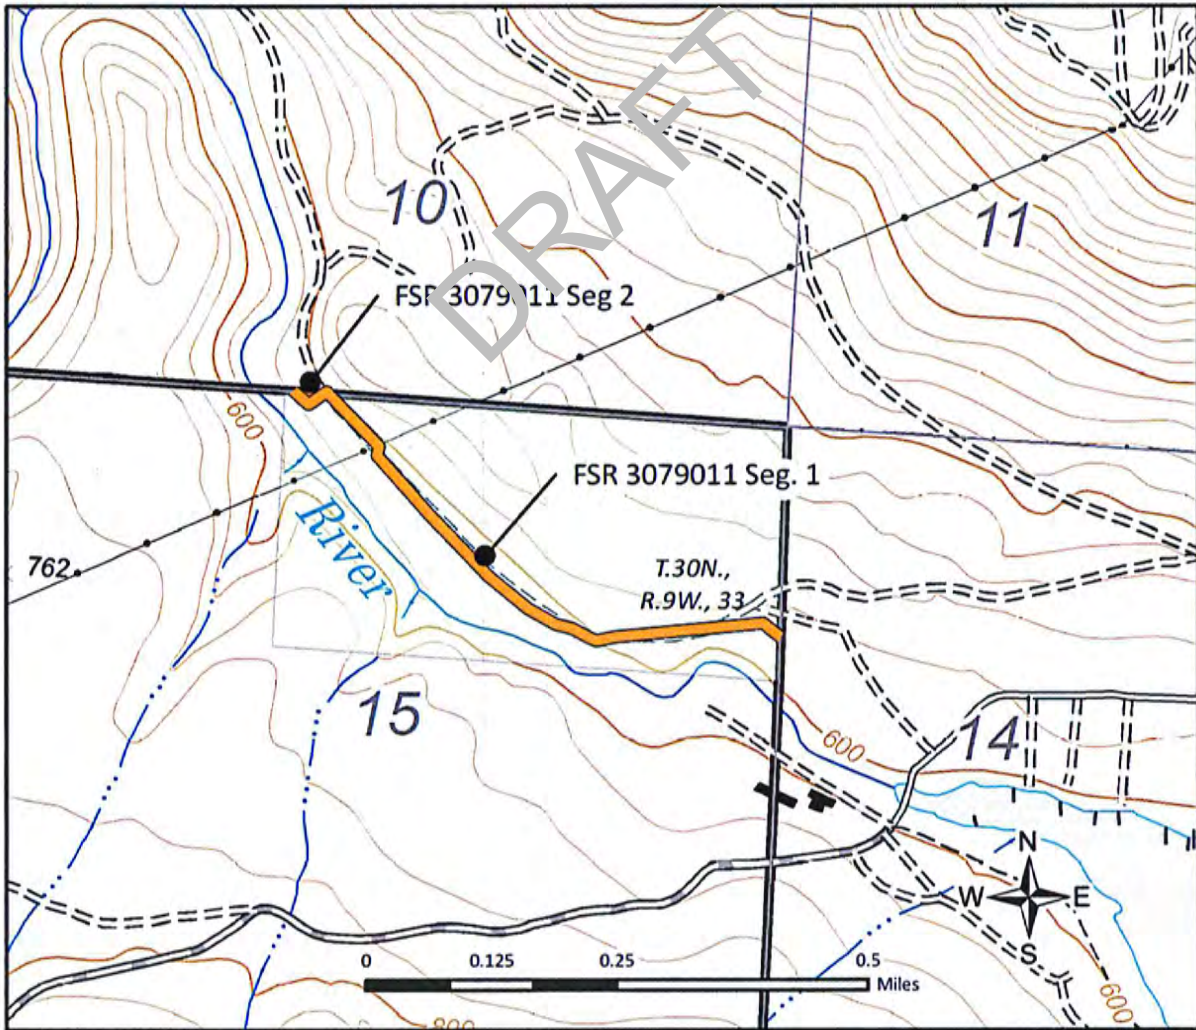 DRAFT
10
11
FSR 3079011 Seg 2
600
FSR 3079011 Seg. 1
River
762
T.30N.,
R.9W., 33
15
14
600
N
W E
S
0 0.125 0.25 0.5
Miles
600
800